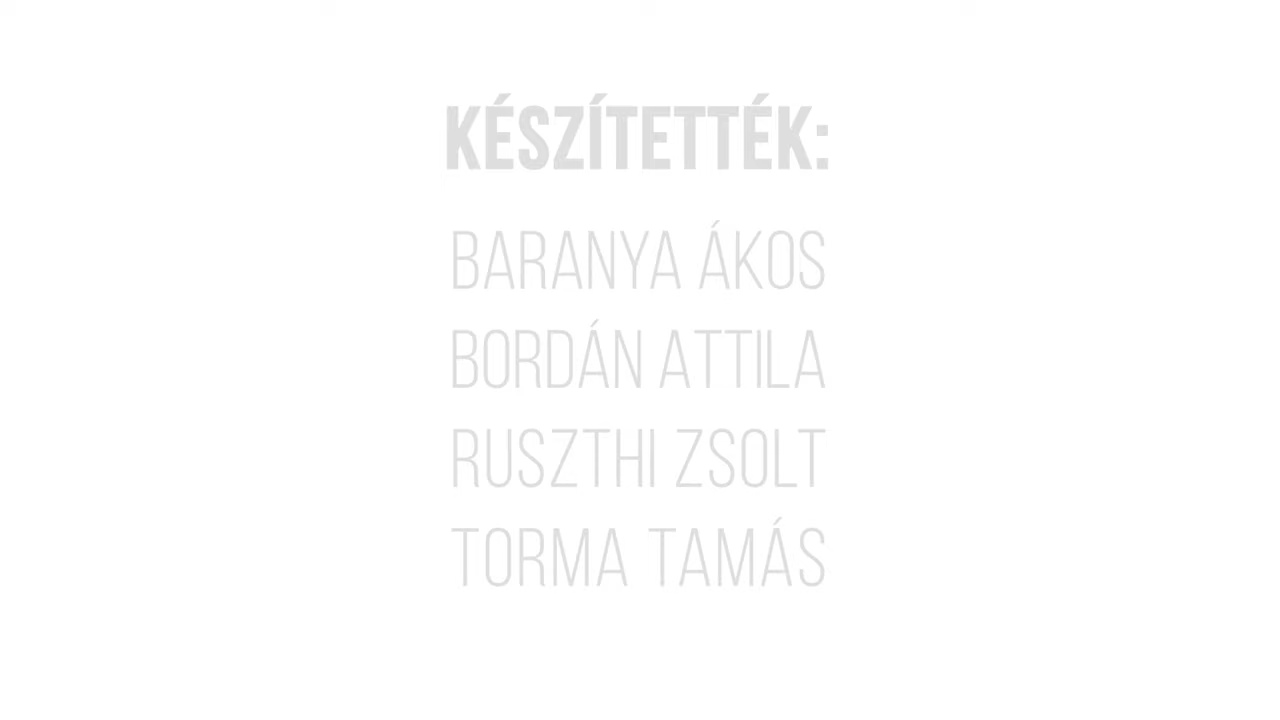 KÉSZÍTETTÉK:
BARANYA ÁKOS
BORDÁN ATTILA
RUSZTHI ZSOLT
TORMA TAMÁS